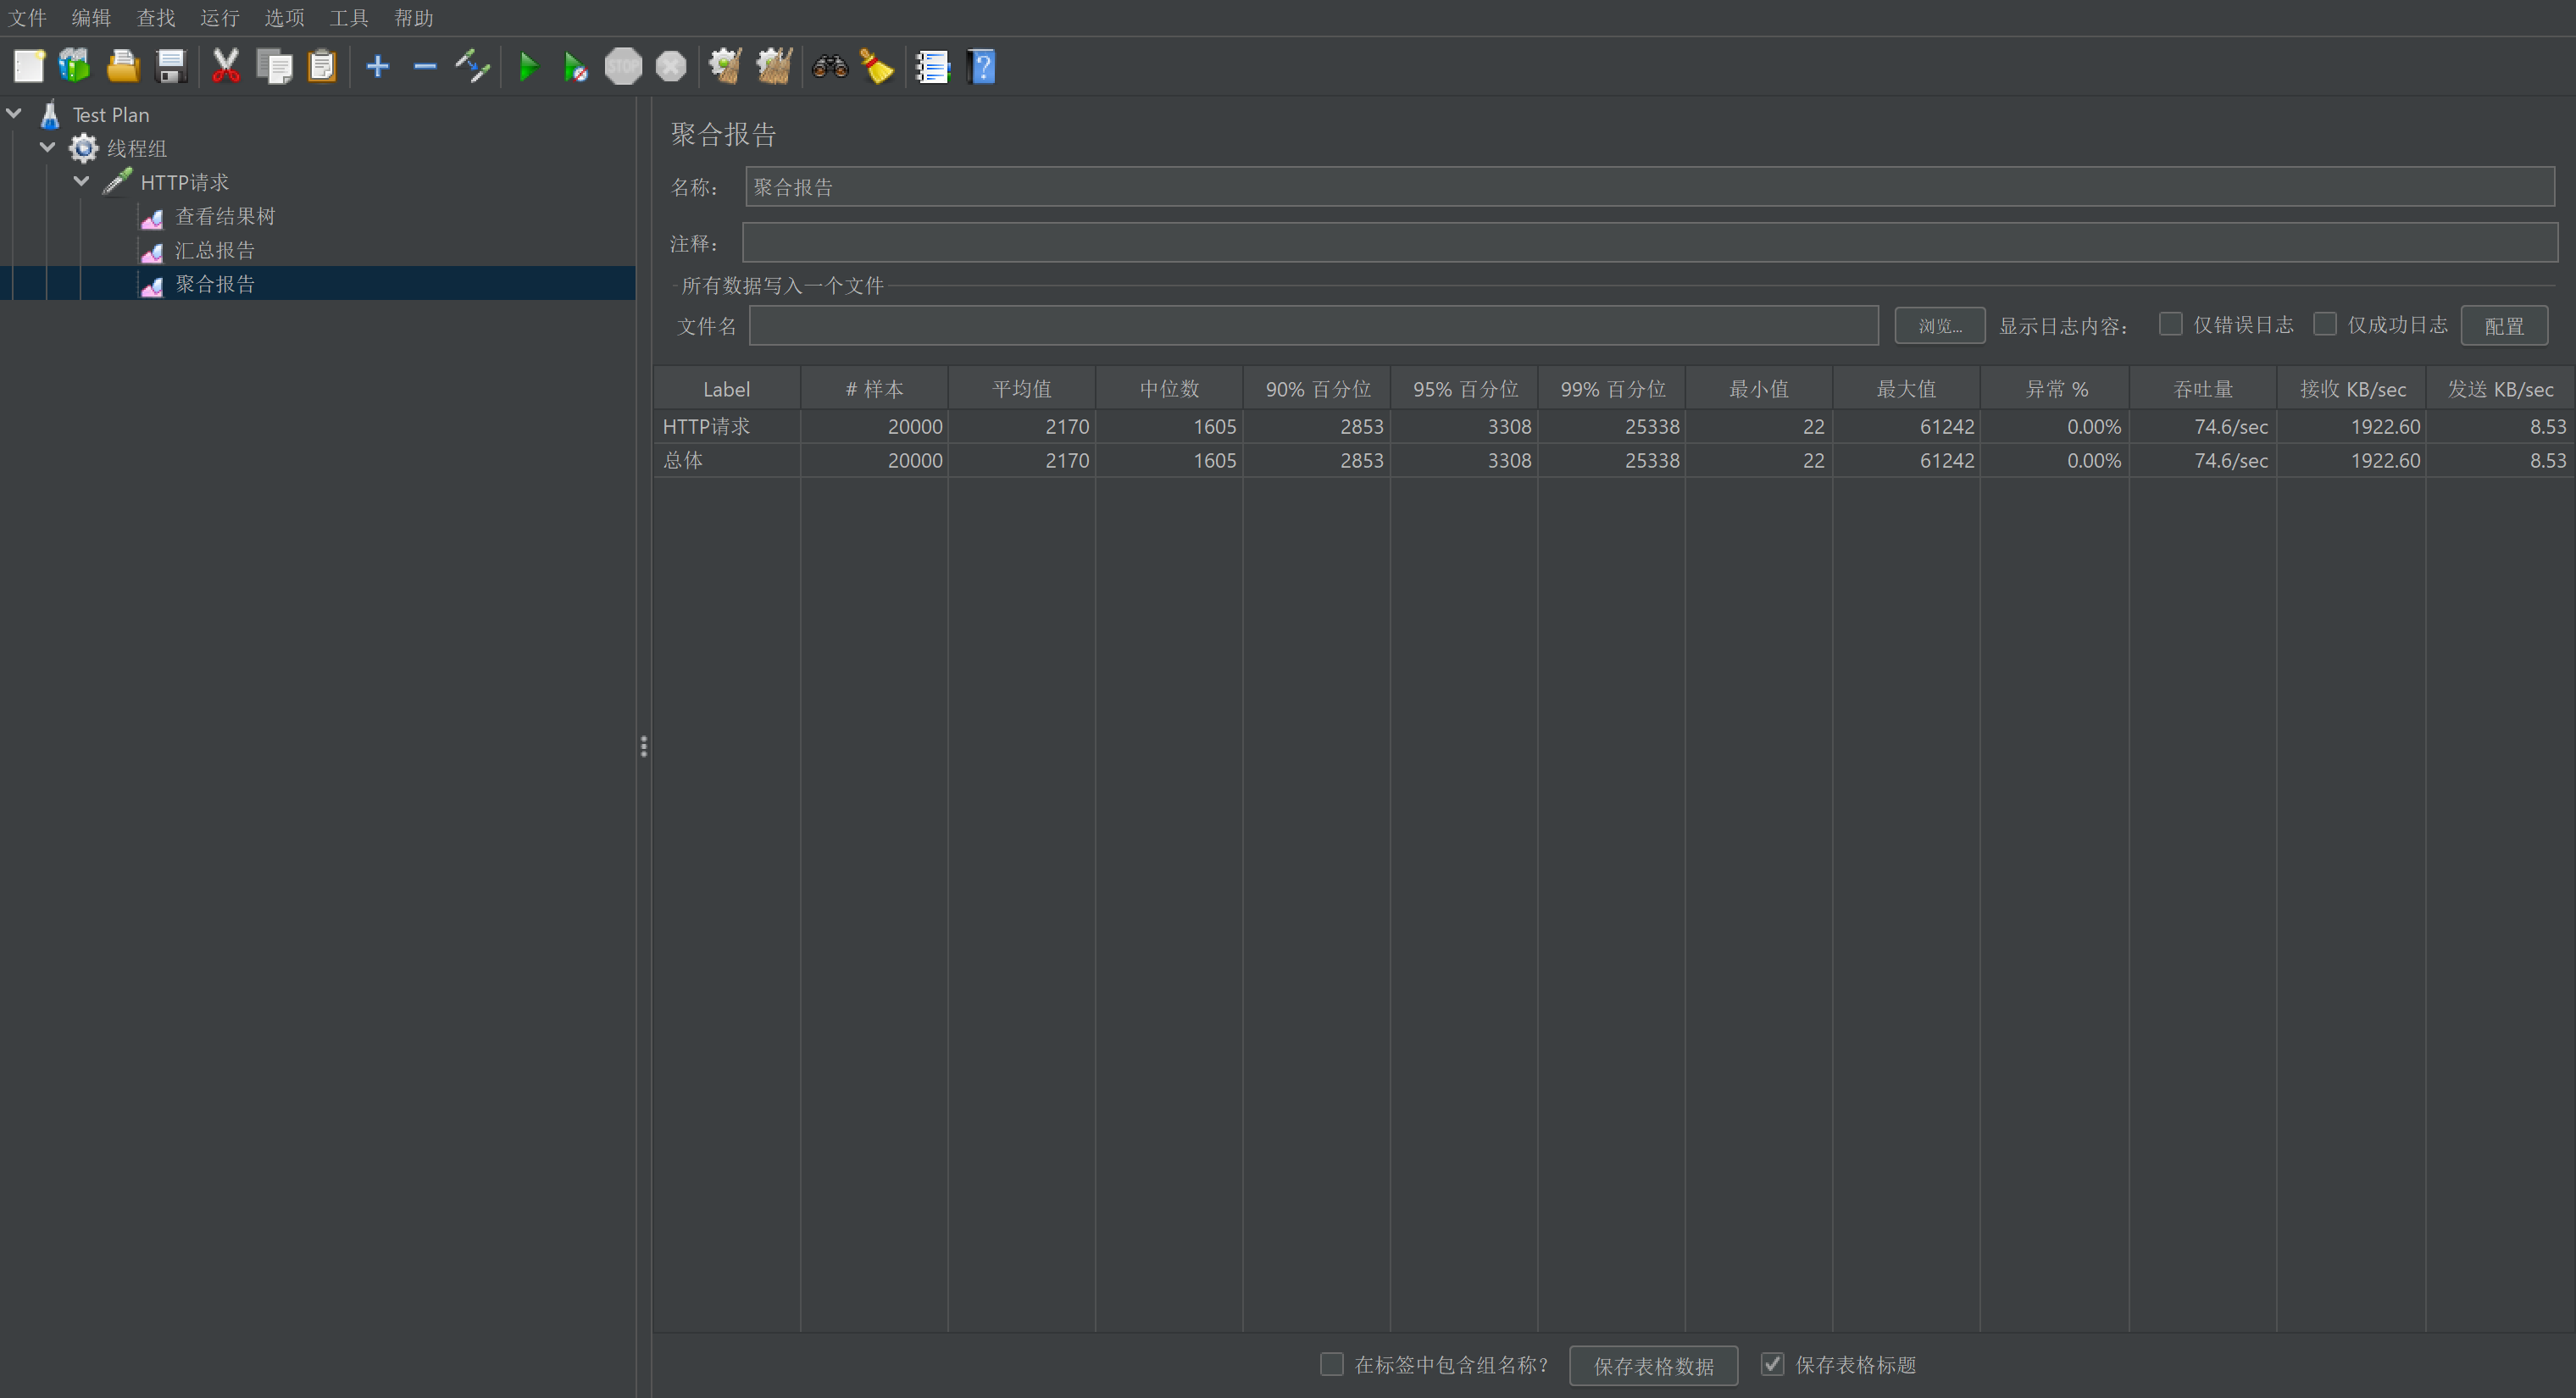 文件 编辑 查找 运行 选项 工具 帮助
STOP
Test Plan
线程组
HTTP请求
查看结果树
汇总报告
聚合报告
聚合报告
名称： 聚合报告
注释：
所有数据写入一个文件
文件名 浏览... 显示日志内容： 仅错误日志 仅成功日志 配置
Label # 样本 平均值 中位数 90% 百分位 95% 百分位 99% 百分位 最小值 最大值 异常 % 吞吐量 接收 KB/sec 发送 KB/sec
HTTP请求 20000 2170 1605 2853 3308 25338 22 61242 0.00% 74.6/sec 1922.60 8.53
总体 20000 2170 1605 2853 3308 25338 22 61242 0.00% 74.6/sec 1922.60 8.53
在标签中包含组名称？ 保存表格数据 保存表格标题